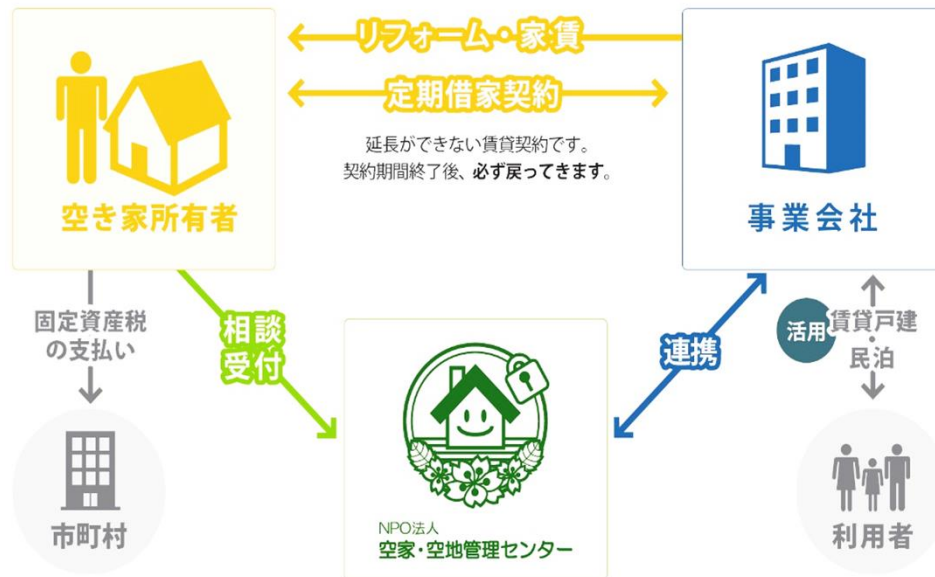 リフォーム・家賃
定期借家契約
延長ができない賃貸契約です。
契約期間終了後、必ず戻ってきます。
空き家所有者
事業会社
固定資産税
の支払い
相談
受付
連携
活用
賃貸戸建
・
民泊
市町村
NPO法人
空家・空地管理センター
利用者